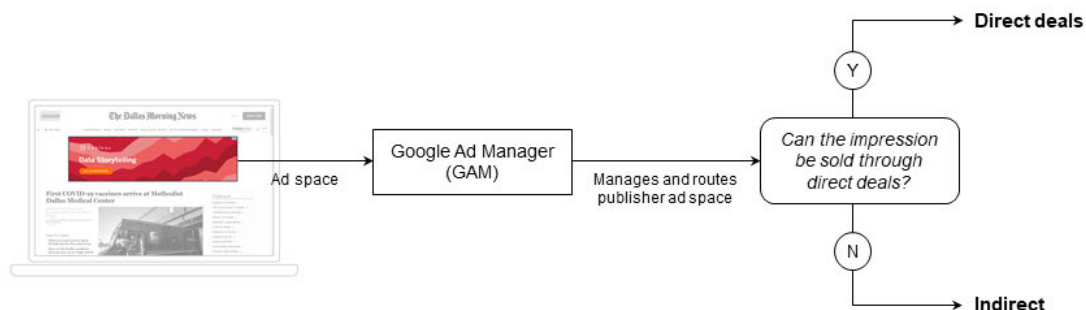 Direct deals
Y
The Dallas Morning News
Data Storytelling
First COVID-19 vaccines arrive at Methodist
Dallas Medical Center
Ad space
Google Ad Manager
(GAM)
Manages and routes
publisher ad space
Can the impression
be sold through
direct deals?
N
Indirect